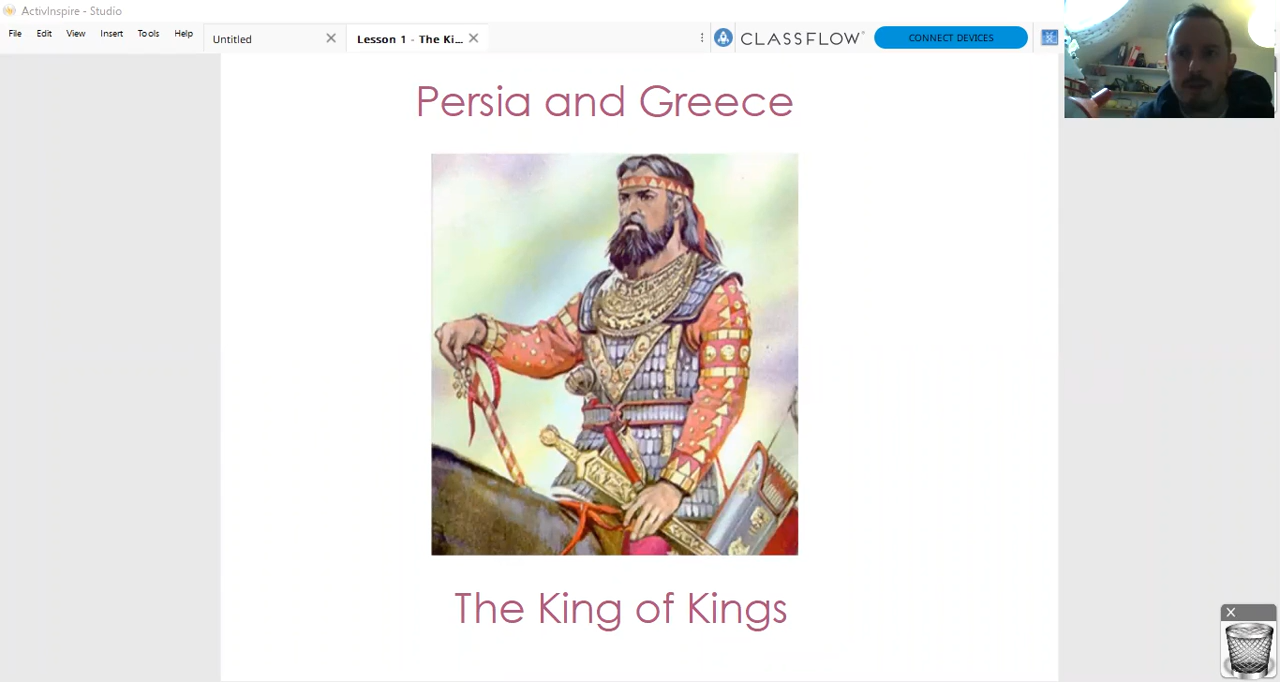 ActivInspire - Studio
File Edit View Insert Tools Help
Untitled
Lesson 1 - The Ki...
CLASSFLOW
CONNECT DEVICES
Persia and Greece
The King of Kings